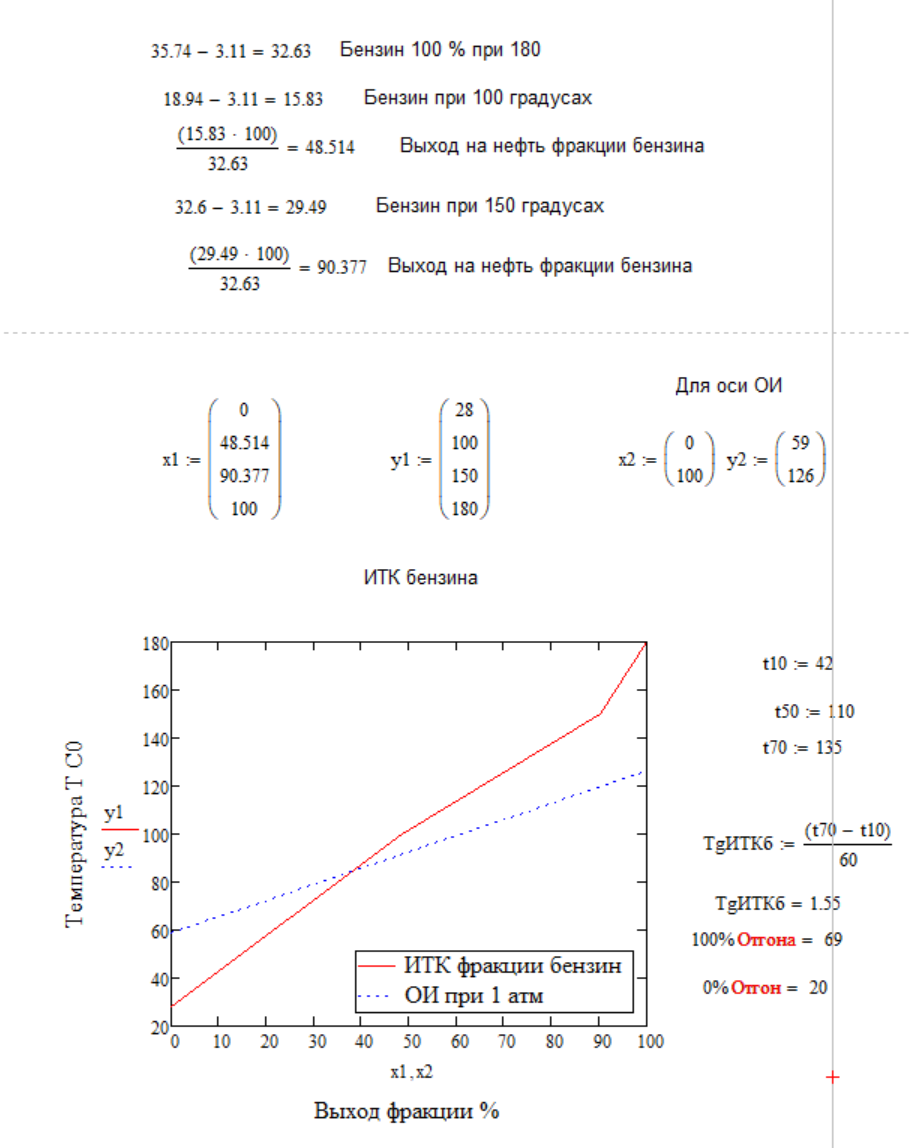 35.74 − 3.11 = 32.63 Бензин 100 % при 180
18.94 − 3.11 = 15.83 Бензин при 100 градусах
(15.83 · 100)
32.63
= 48.514 Выход на нефть фракции бензина
32.6 − 3.11 = 29.49 Бензин при 150 градусах
(29.49 · 100)
32.63
= 90.377 Выход на нефть фракции бензина
Для оси ОИ
x1 :=
0
48.514
90.377
100
y1 :=
28
100
150
180
x2 :=
0
100
y2 :=
59
126
ИТК бензина
180
160
140
120
100
80
60
40
20
Температура Т С0
y1
y2
ИТК фракции бензин
ОИ при 1 атм
0 10 20 30 40 50 60 70 80 90 100
x1,x2
Выход фракции %
t10 := 42
t50 := 110
t70 := 135
TgИТКб :=
(t70 − t10)
60
TgИТКб = 1.55
100%Отгона = 69
0%Отгон = 20